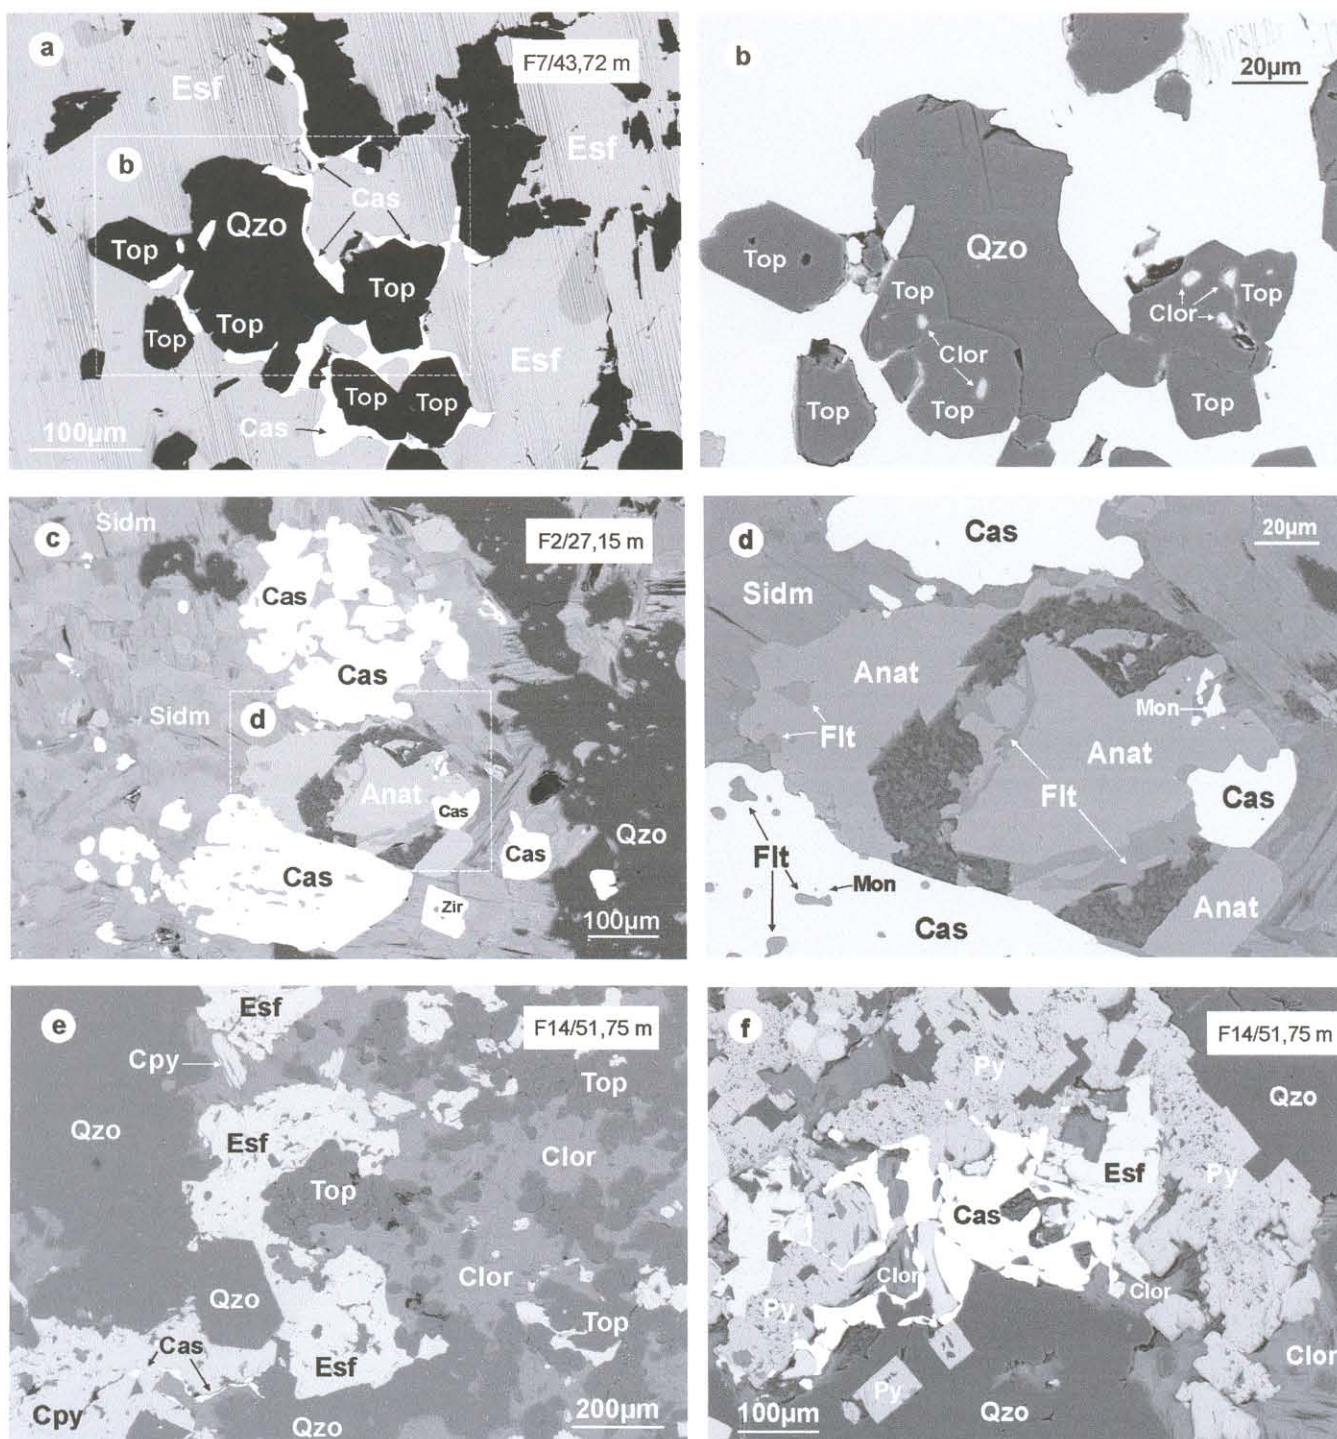 a
F7/43,72 m
Esf
b
Esf
Cas
Qzo
Top
Top
Top
Top
Esf
Top
Top
Cas
100µm
b
20µm
Top
Qzo
Top
Top
Clor
Clor
Top
Top
Top
Sidm
c
F2/27,15 m
Cas
Cas
Sidm
d
Anat
Cas
Qzo
Cas
Cas
Zir
100µm
Cas
d
20µm
Sidm
Anat
Mon
Flt
Anat
Flt
Cas
Flt
Mon
Anat
Cas
Esf
e
F14/51,75 m
Cpy
Top
Qzo
Esf
Clor
Top
Clor
Qzo
Top
Cas
Esf
Cpy
Qzo
200µm
f
F14/51,75 m
Py
Qzo
Esf
Py
Cas
Clor
Clor
Py
Py
Clor
100µm
Qzo